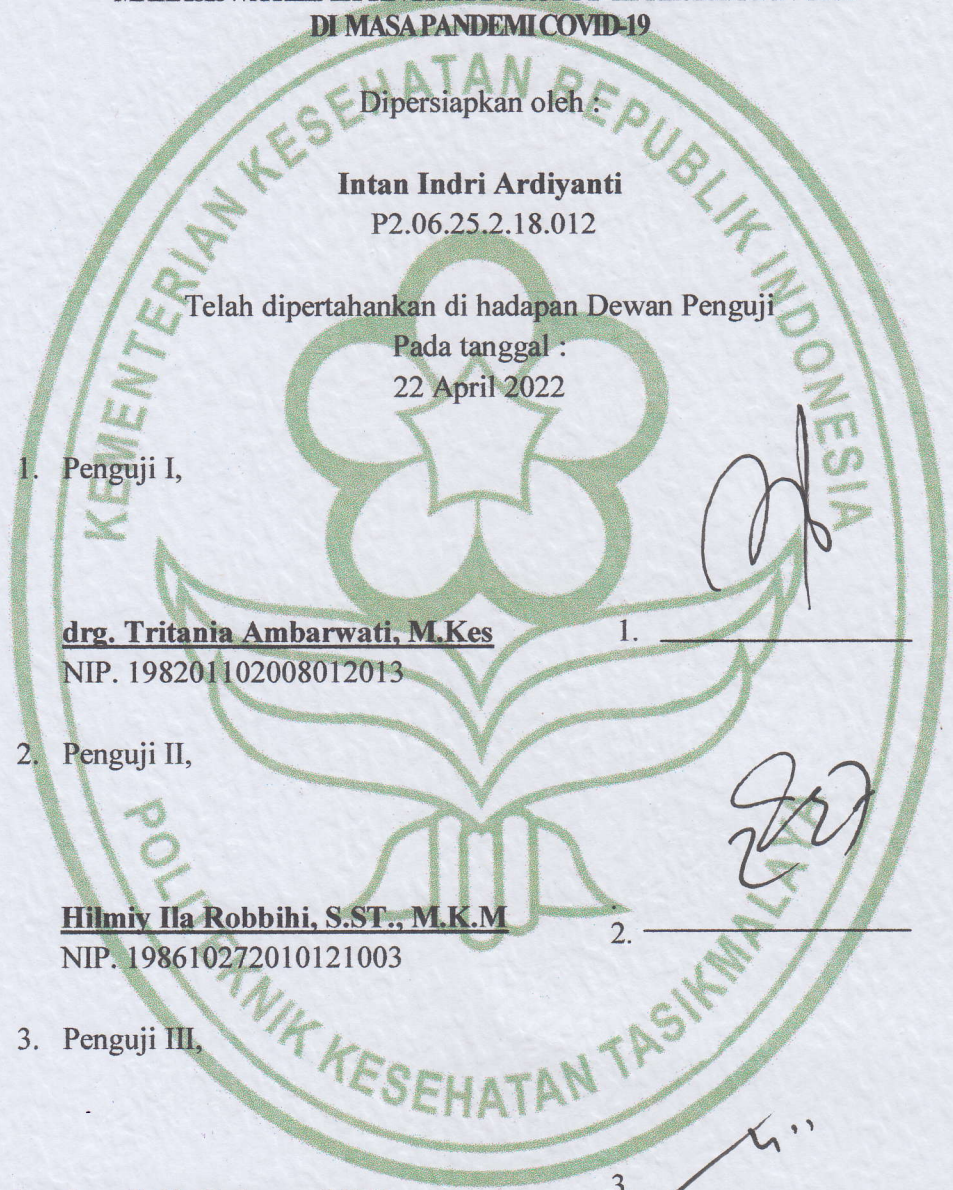 DI MASA PANDEMI COVID-19
Dipersiapkan oleh :
Intan Indri Ardiyanti
P2.06.25.2.18.012
Telah dipertahankan di hadapan Dewan Penguji
Pada tanggal :
22 April 2022
1. Penguji I,
drg. Tritania Ambarwati, M.Kes
1.
NIP. 198201102008012013
2. Penguji II,
Hilmiy Ila Robbihi, S.ST., M.K.M
2.
NIP. 198610272010121003
3. Penguji III,
3.
KEMENTERIAN KESEHATAN REPUBLIK INDONESIA
POLITEKNIK KESEHATAN TASIKMALAYA